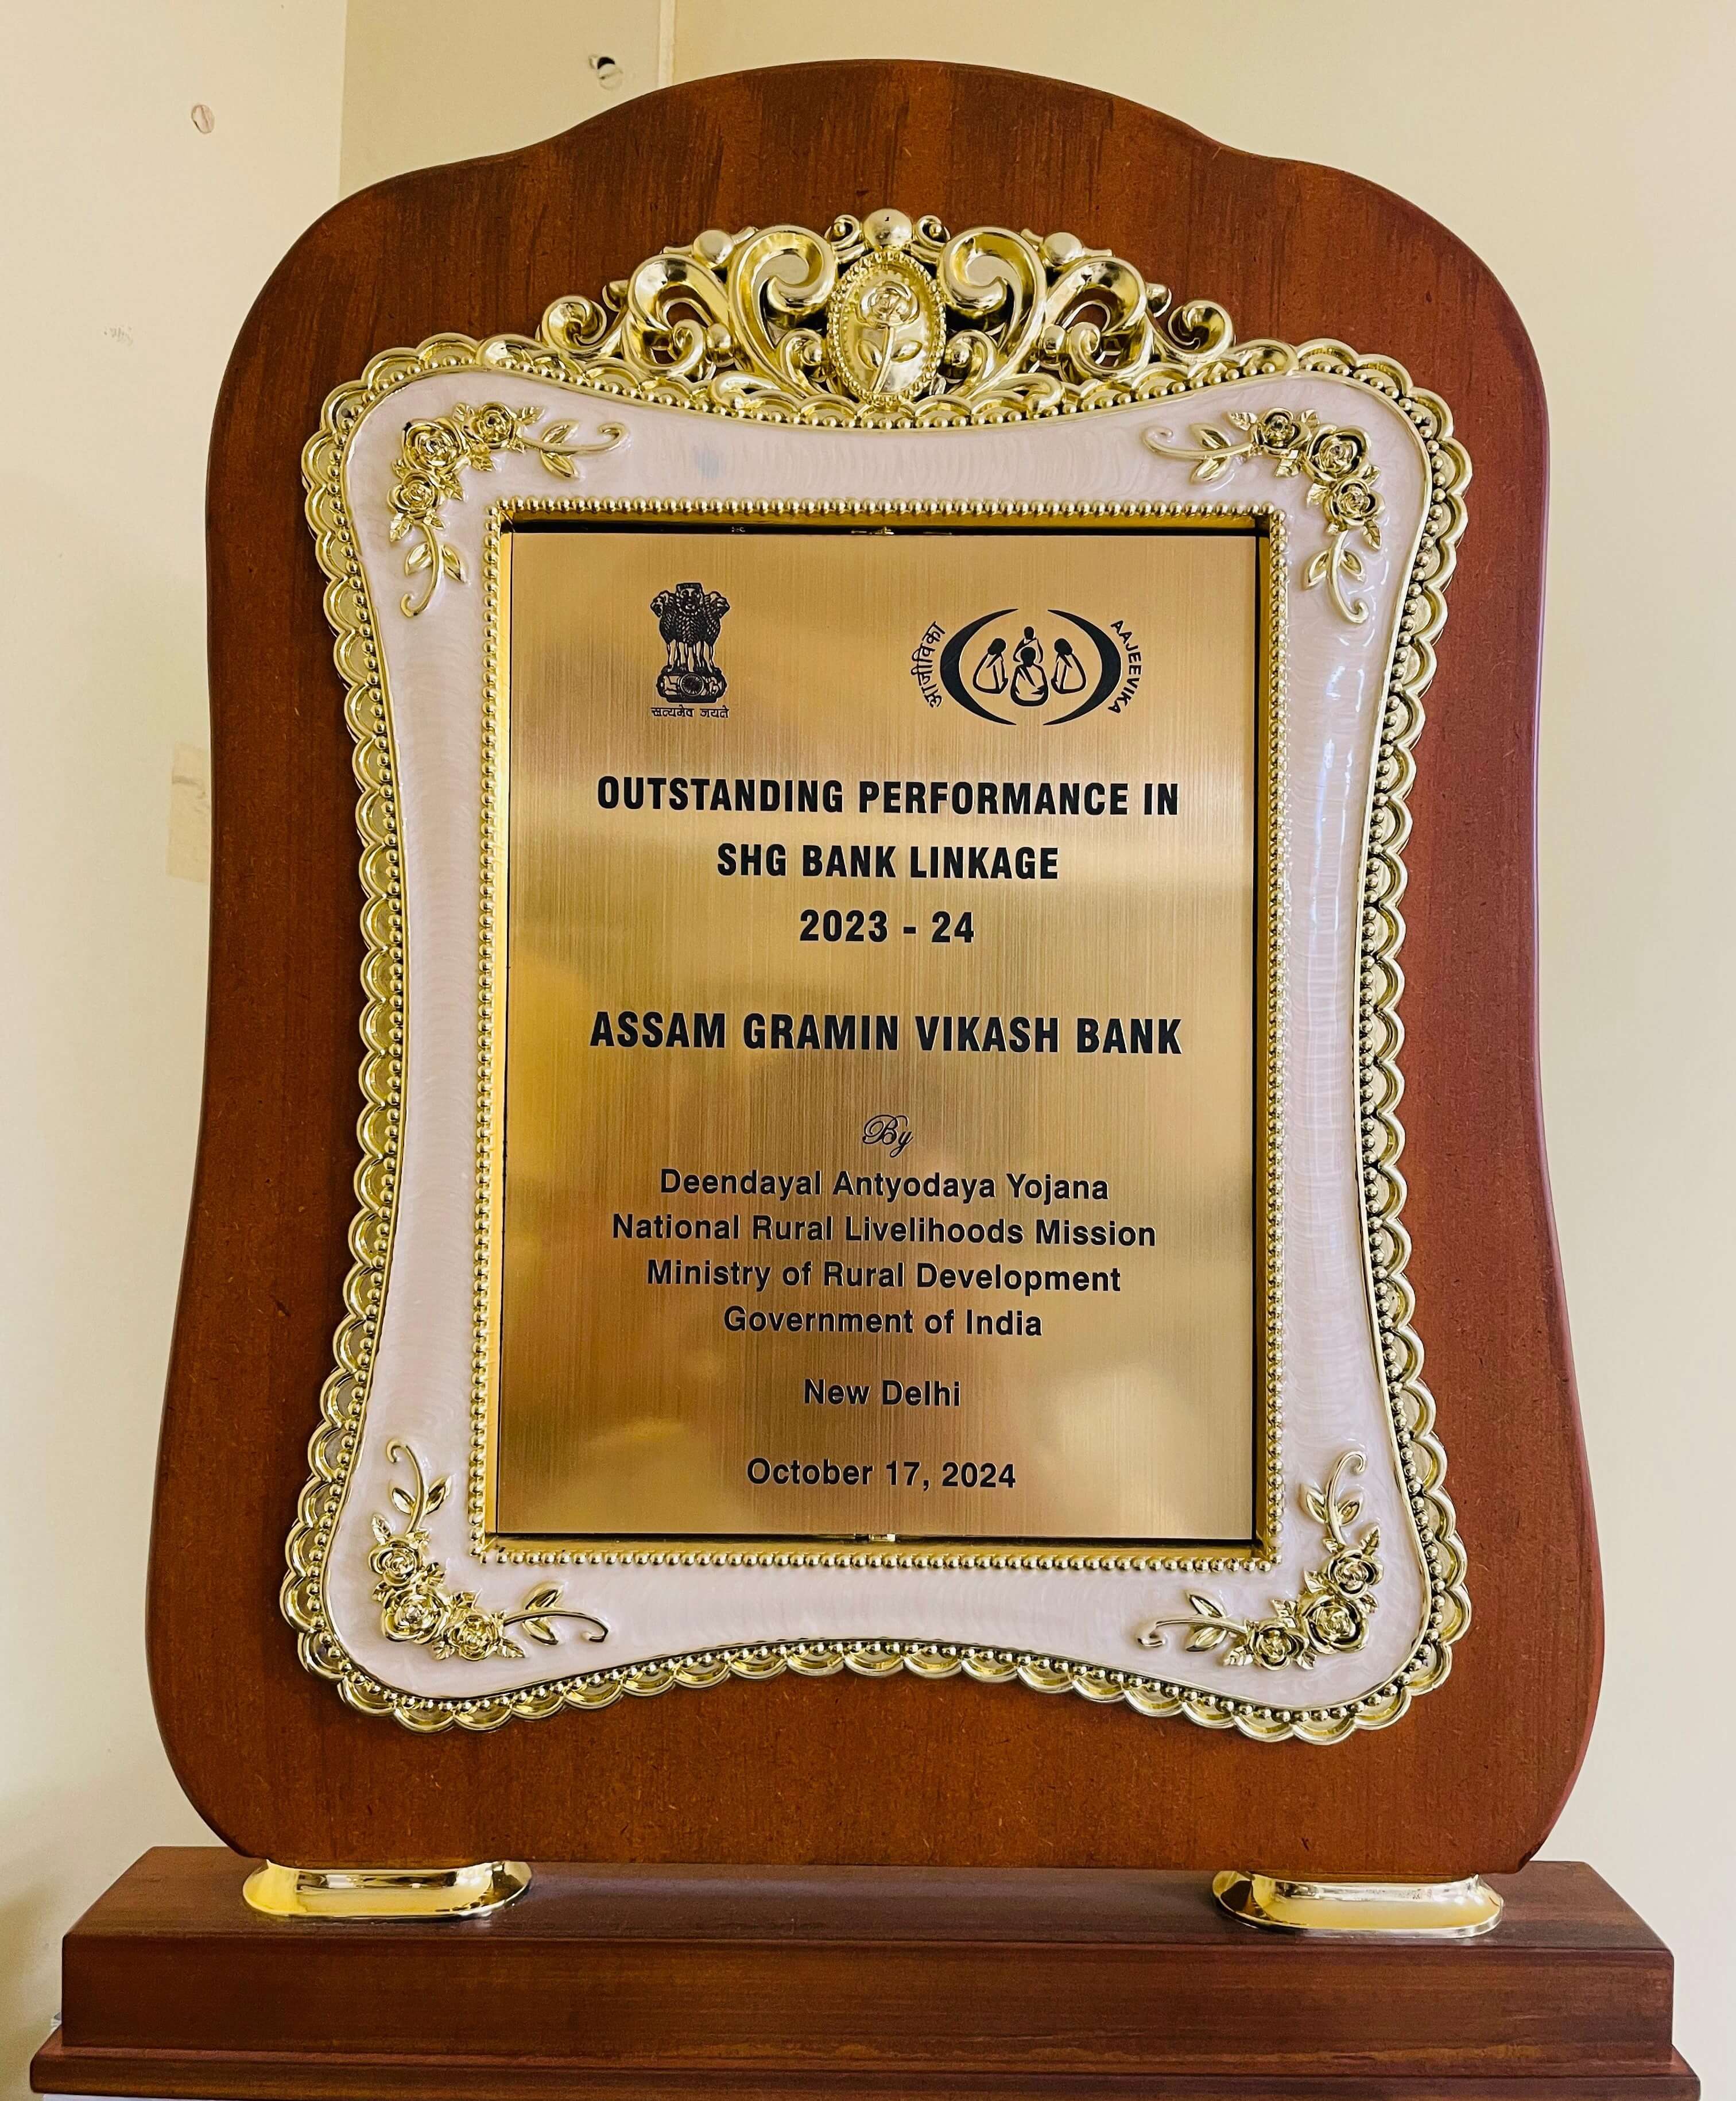 सत्यमेव जयते
आजीविका
AAJEEVIKA
OUTSTANDING PERFORMANCE IN
SHG BANK LINKAGE
2023 - 24
ASSAM GRAMIN VIKASH BANK
By
Deendayal Antyodaya Yojana
National Rural Livelihoods Mission
Ministry of Rural Development
Government of India
New Delhi
October 17, 2024